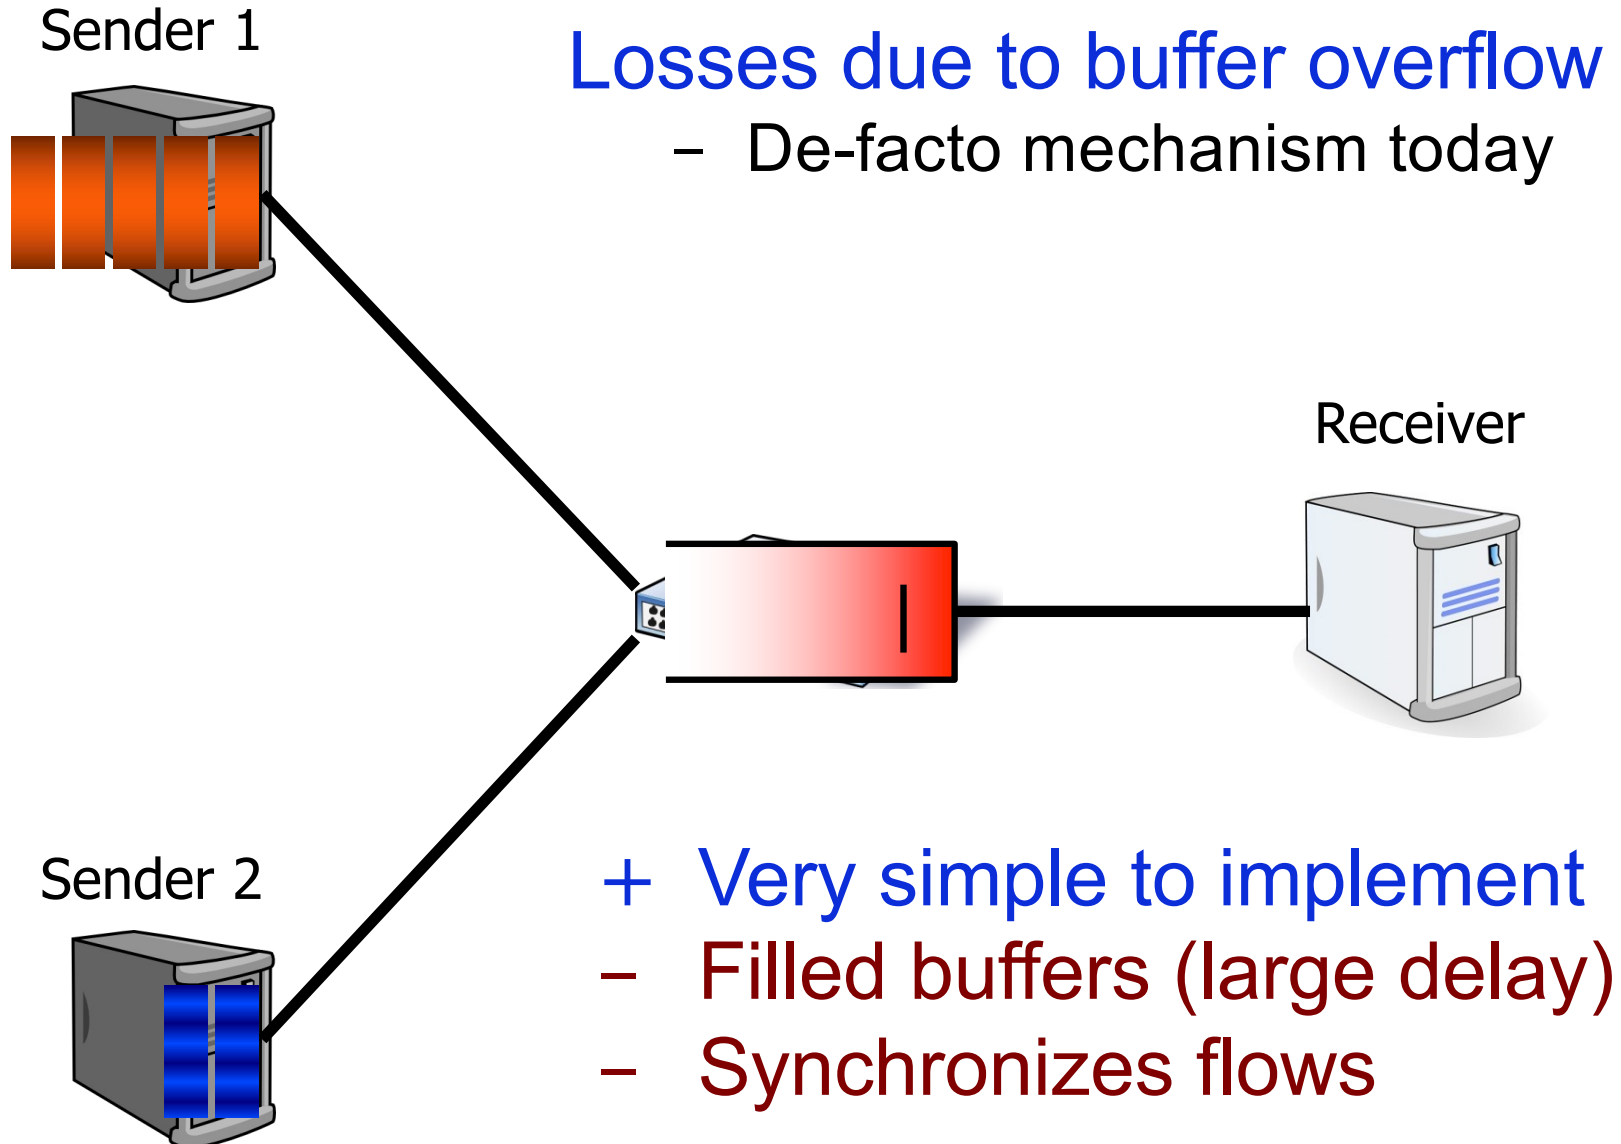 Sender 1
Losses due to buffer overflow
– De-facto mechanism today
Receiver
Sender 2
+ Very simple to implement
– Filled buffers (large delay)
– Synchronizes flows